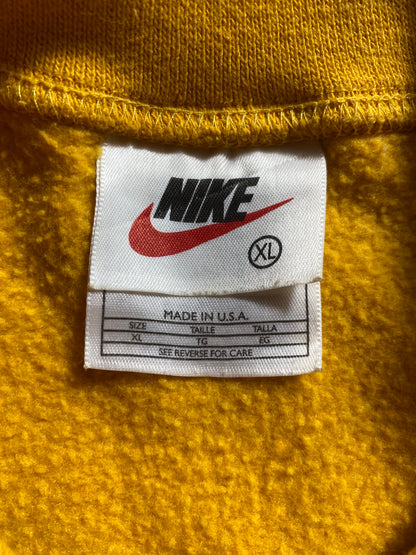 NIKE
XL
MADE IN U.S.A.
SIZE TAILLE TALLA
XL TG EG
SEE REVERSE FOR CARE